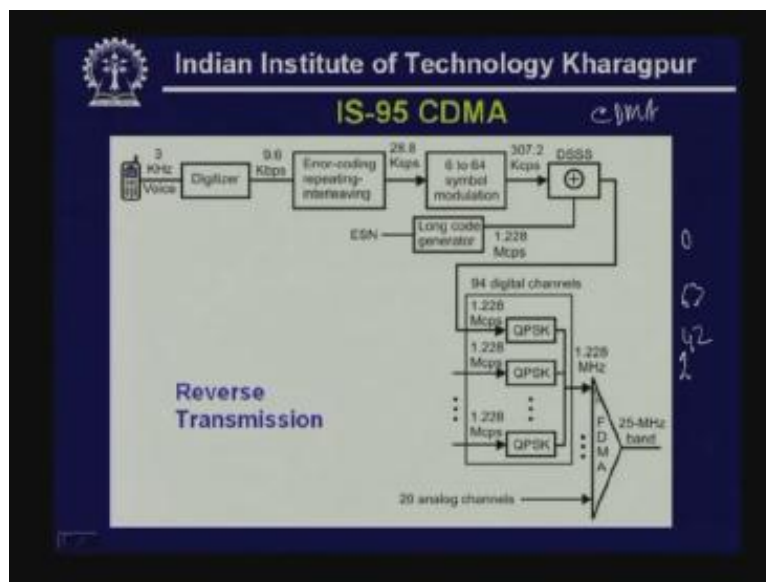 Indian Institute of Technology Kharagpur
IS-95 CDMA
CDMA
3
KHz
Voice
Digitizer
9.6
Kbps
Error-coding
repeating-
interleaving
28.8
Kcps
6 to 64
symbol
modulation
307.2
Kcps
DSSS
ESN
Long code
generator
1.228
Mcps
94 digital channels
1.228
Mcps
QPSK
1.228
Mcps
QPSK
1.228
Mcps
QPSK
1.228
MHz
FDMA
25-MHz
band
20 analog channels
Reverse
Transmission
0
42